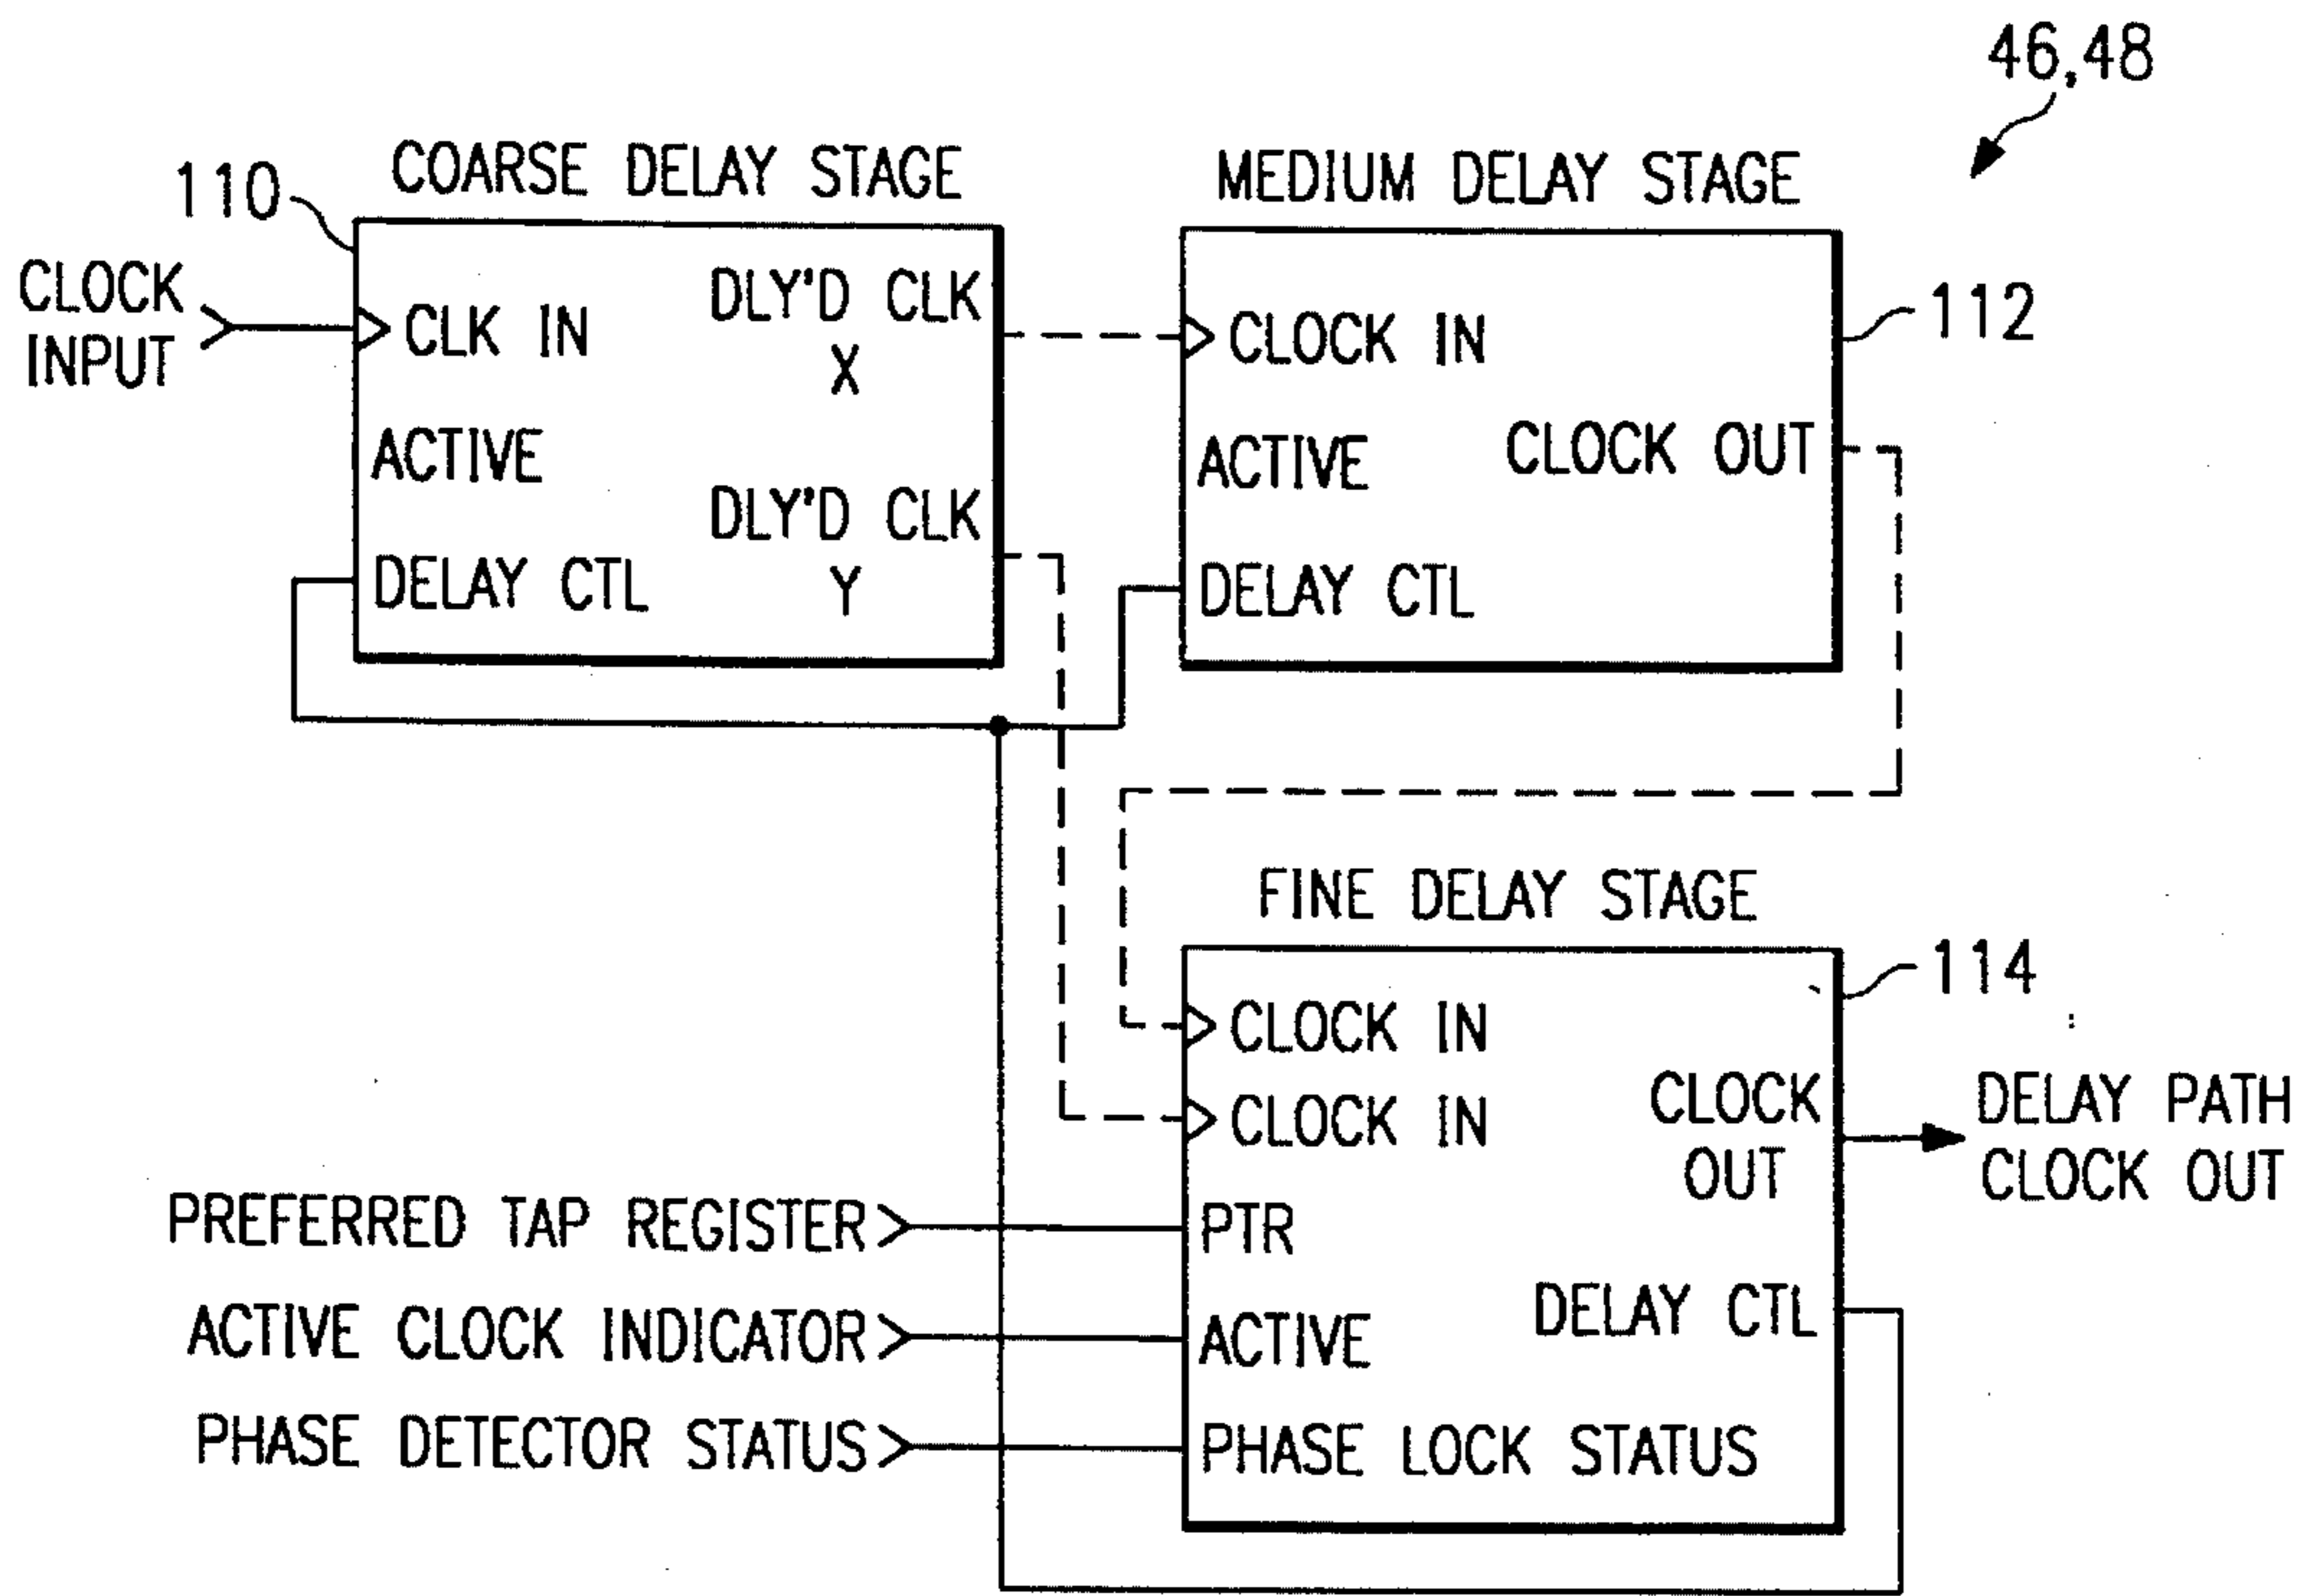 46,48
COARSE DELAY STAGE
MEDIUM DELAY STAGE
110
CLOCK
INPUT
CLK IN
DLY'D CLK
X
ACTIVE
DLY'D CLK
Y
DELAY CTL
CLOCK IN
112
ACTIVE
CLOCK OUT
DELAY CTL
FINE DELAY STAGE
114
CLOCK IN
CLOCK IN
CLOCK
OUT
DELAY PATH
CLOCK OUT
PREFERRED TAP REGISTER
PTR
ACTIVE CLOCK INDICATOR
ACTIVE
DELAY CTL
PHASE DETECTOR STATUS
PHASE LOCK STATUS